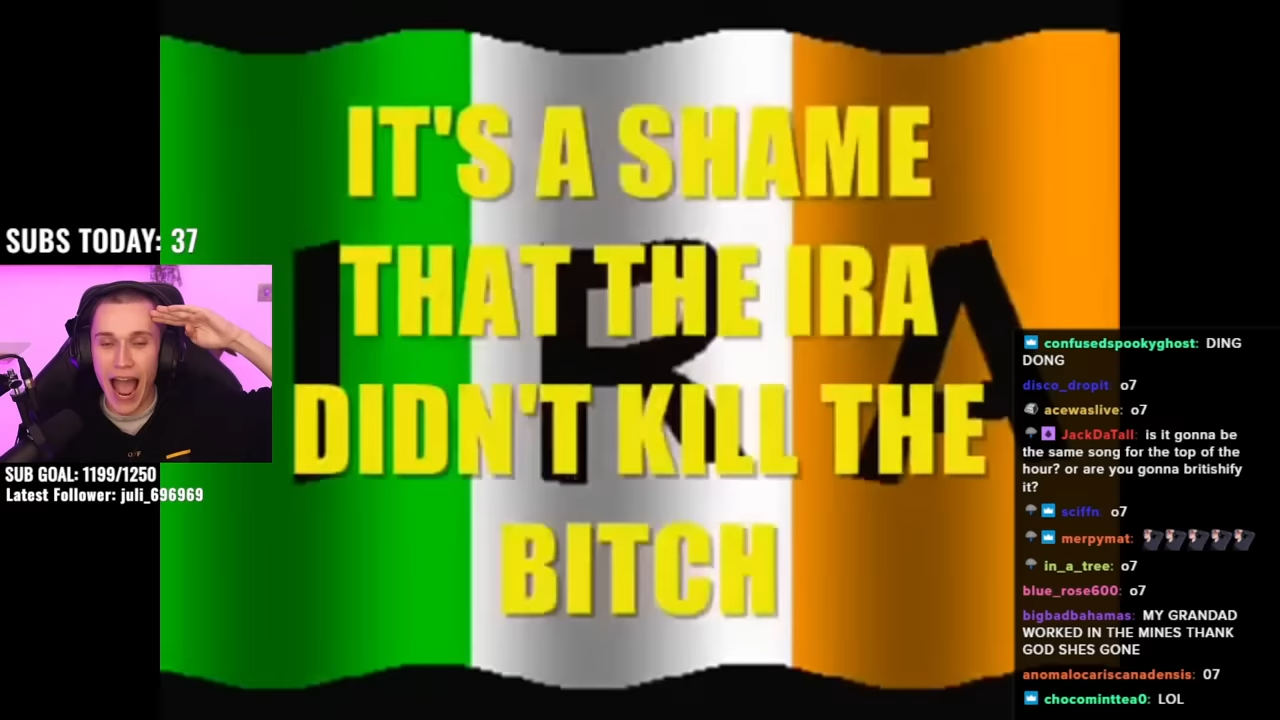 IT'S A SHAME
THAT THE IRA
DIDN'T KILL THE
BITCH
IRA
SUBS TODAY: 37
OFF
SUB GOAL: 1199/1250
Latest Follower: juli_696969
confusedspookyghost: DING
DONG
disco_dropit o7
acewaslive: o7
JackDaTall: is it gonna be
the same song for the top of the
hour? or are you gonna britishify
it?
sciffn: o7
merpymat:
in_a_tree: o7
blue_rose600: o7
bigbadbahamas: MY GRANDAD
WORKED IN THE MINES THANK
GOD SHES GONE
anomalocariscanadensis: 07
chocominttea0: LOL